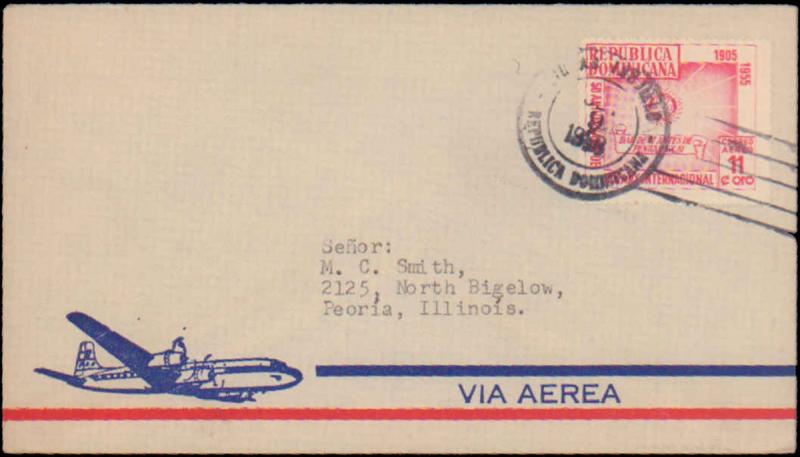 REPUBLICA
DOMINICANA
1905
1955
CORREO
AEREO
11
¢ oro
INTERNACIONAL
REPUBLICA DOMINICANA
Señor:
M. C. Smith,
2125, North Bigelow,
Peoria, Illinois.
VIA AEREA